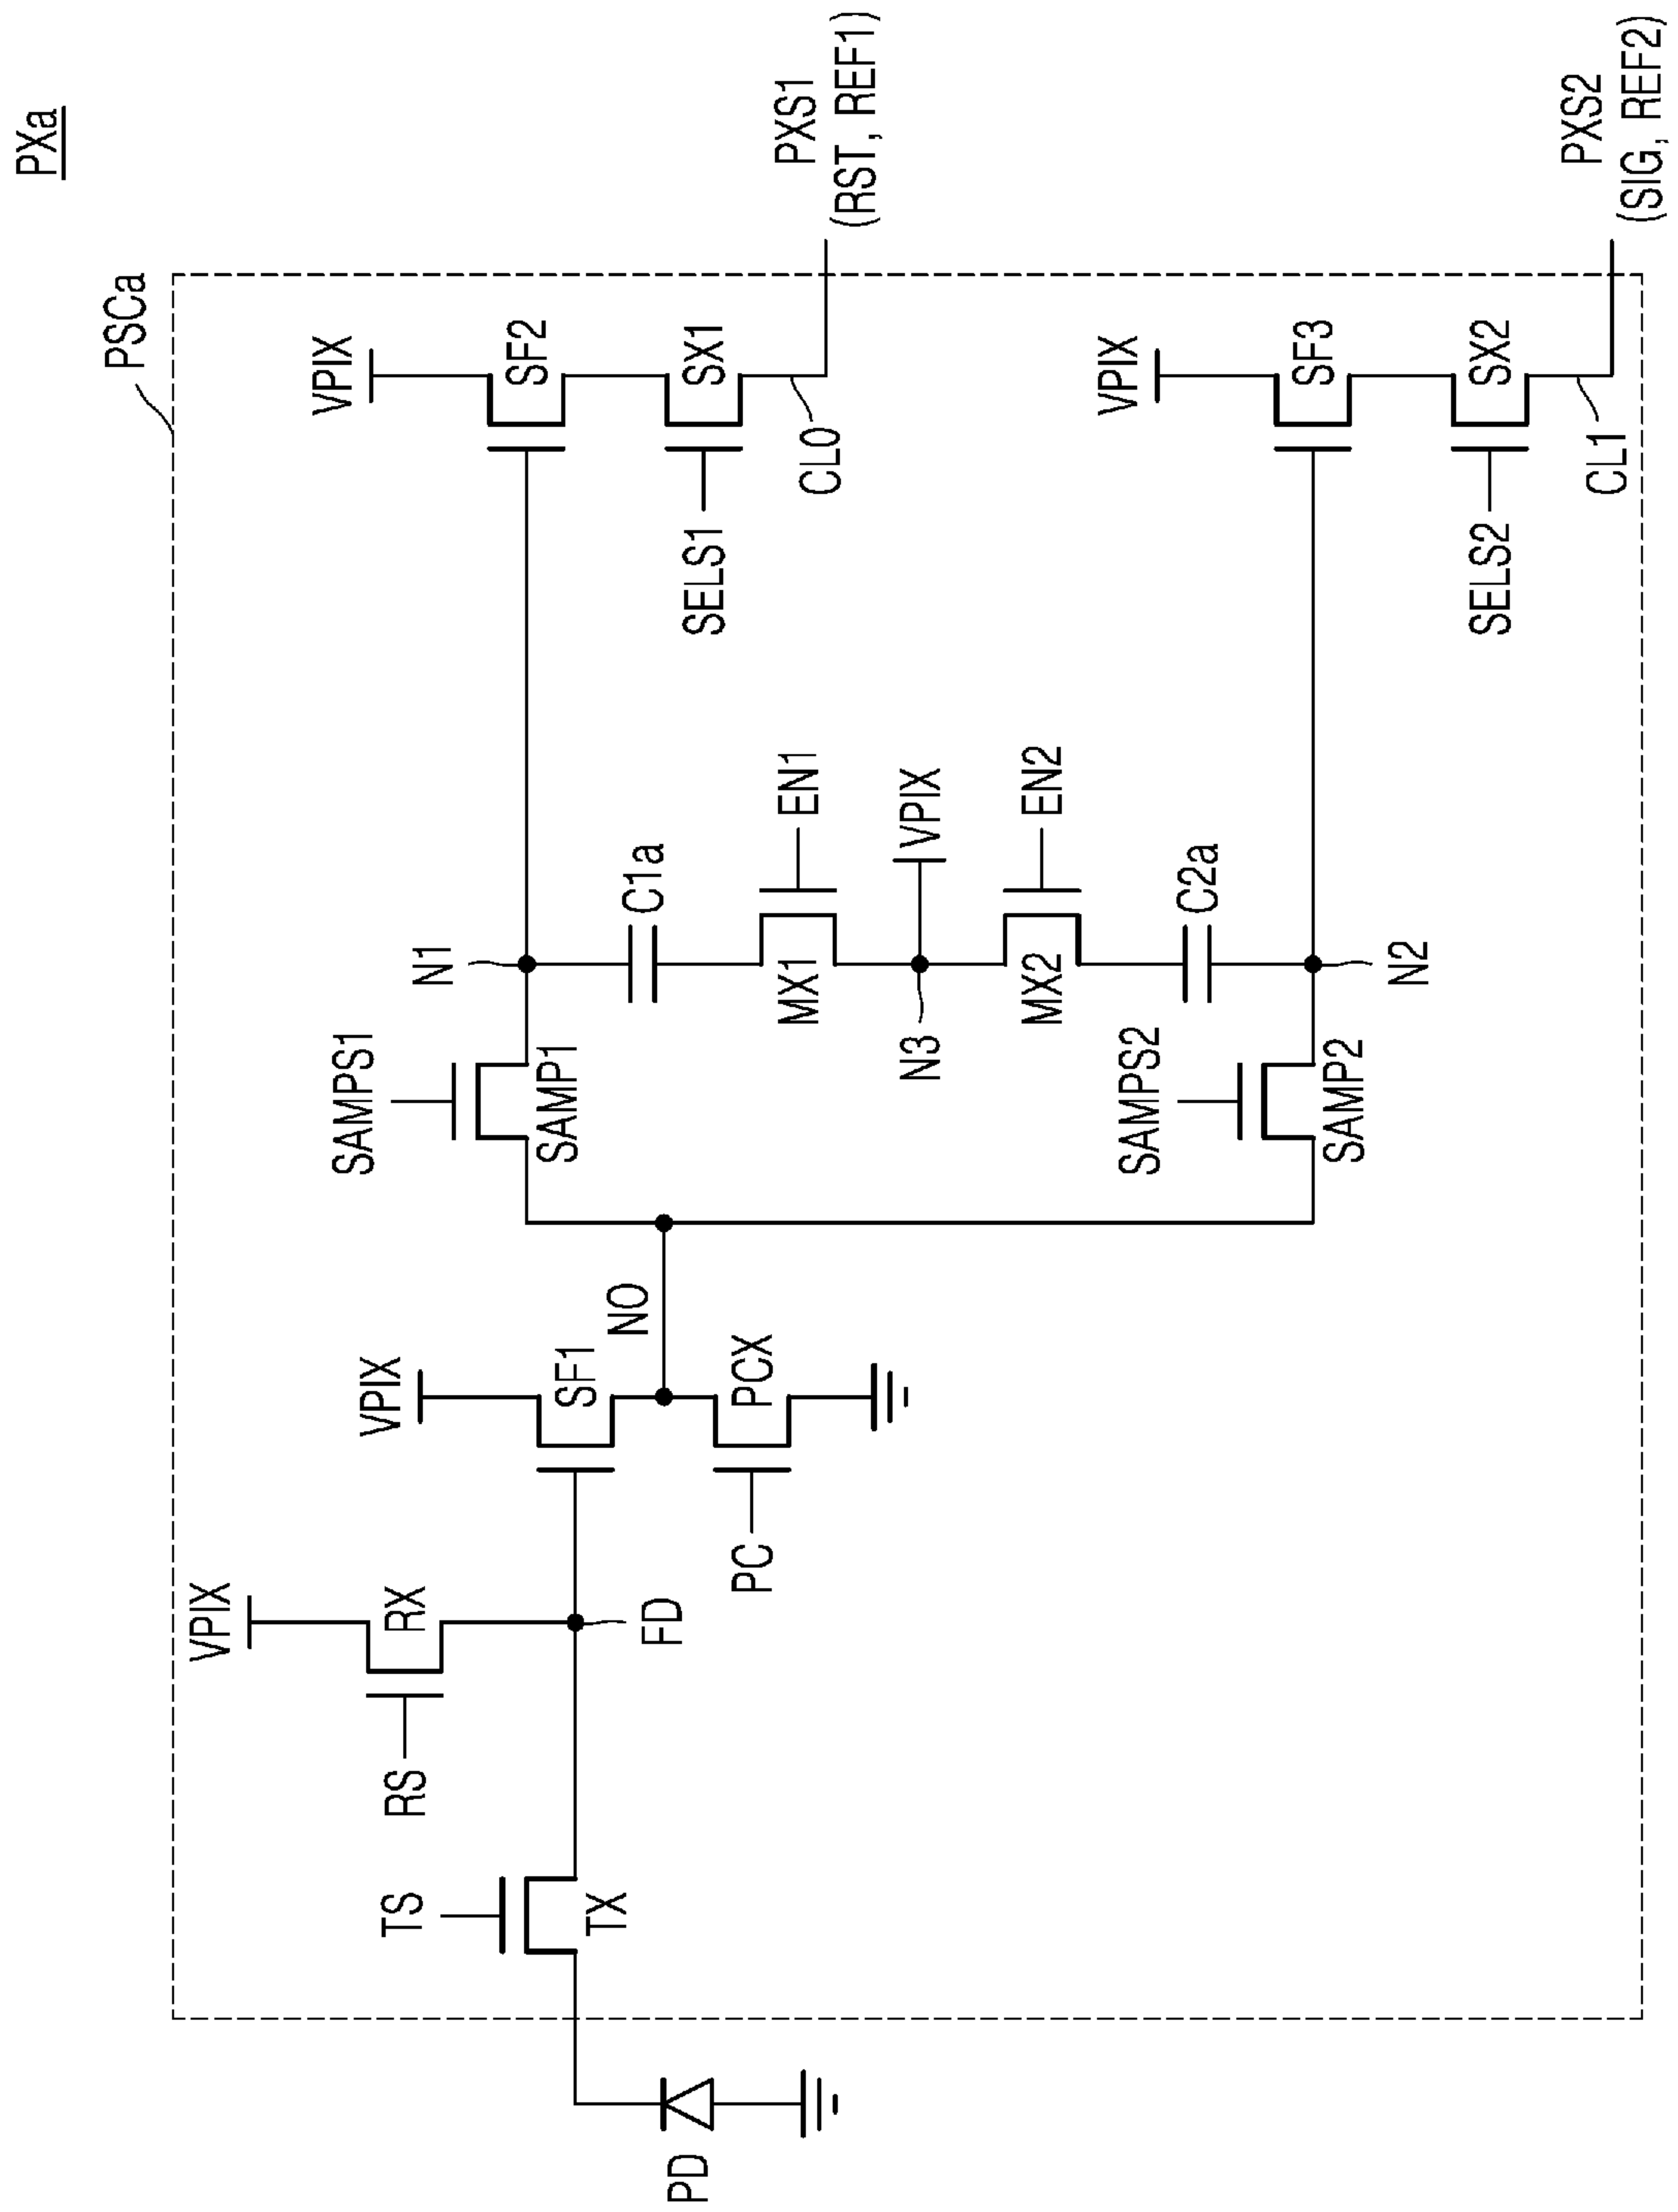 PXa
PSCa
VPIX
SF2
SX1
SELS1
CL0
PXS1
(RST, REF1)
VPIX
SF3
SX2
SELS2
CL1
PXS2
(SIG, REF2)
N1
C1a
EN1
MX1
VPIX
N3
EN2
MX2
C2a
N2
SAMPS1
SAMP1
SAMPS2
SAMP2
VPIX
SF1
NO
PCX
PC
VPIX
RX
RS
FD
TS
TX
PD